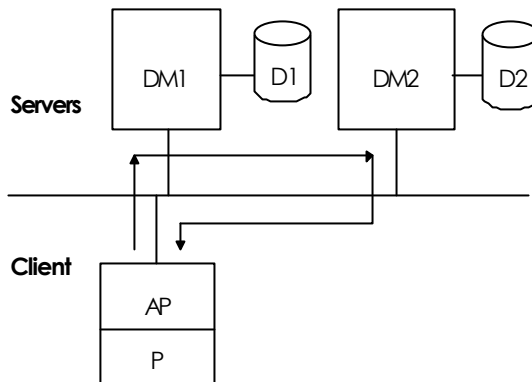 DM1
D1
DM2
D2
Servers
Client
AP
P